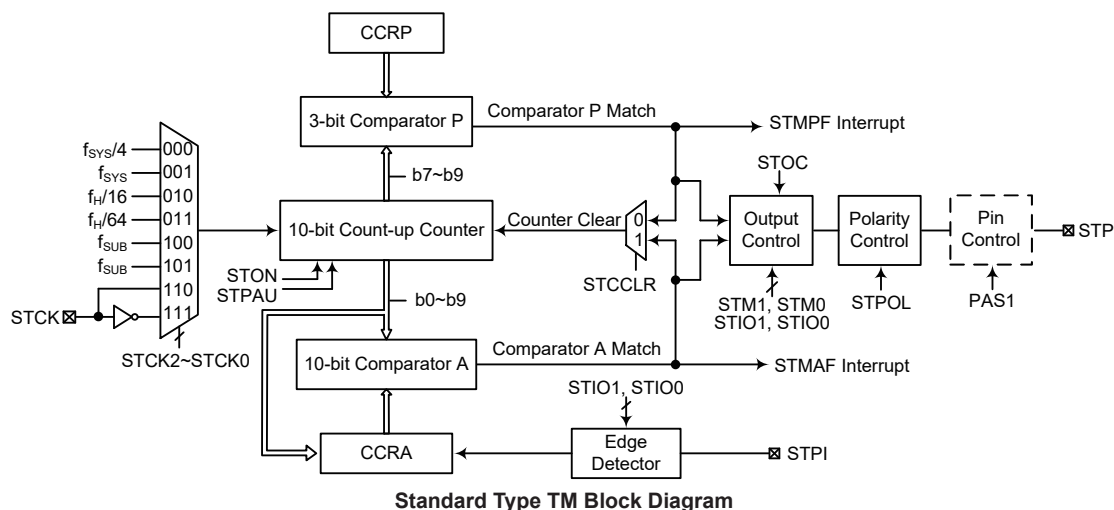 CCRP
3-bit Comparator P
Comparator P Match
STMPF Interrupt
b7~b9
fSYS/4
fSYS
fH/16
fH/64
fSUB
fSUB
000
001
010
011
100
101
110
111
STCK
STCK2~STCK0
10-bit Count-up Counter
STON
STPAU
Counter Clear
0
1
STCCLR
STOC
Output
Control
STM1, STM0
STIO1, STIO0
Polarity
Control
STPOL
Pin
Control
PAS1
STP
b0~b9
10-bit Comparator A
Comparator A Match
STMAF Interrupt
STIO1, STIO0
CCRA
Edge
Detector
STPI
Standard Type TM Block Diagram